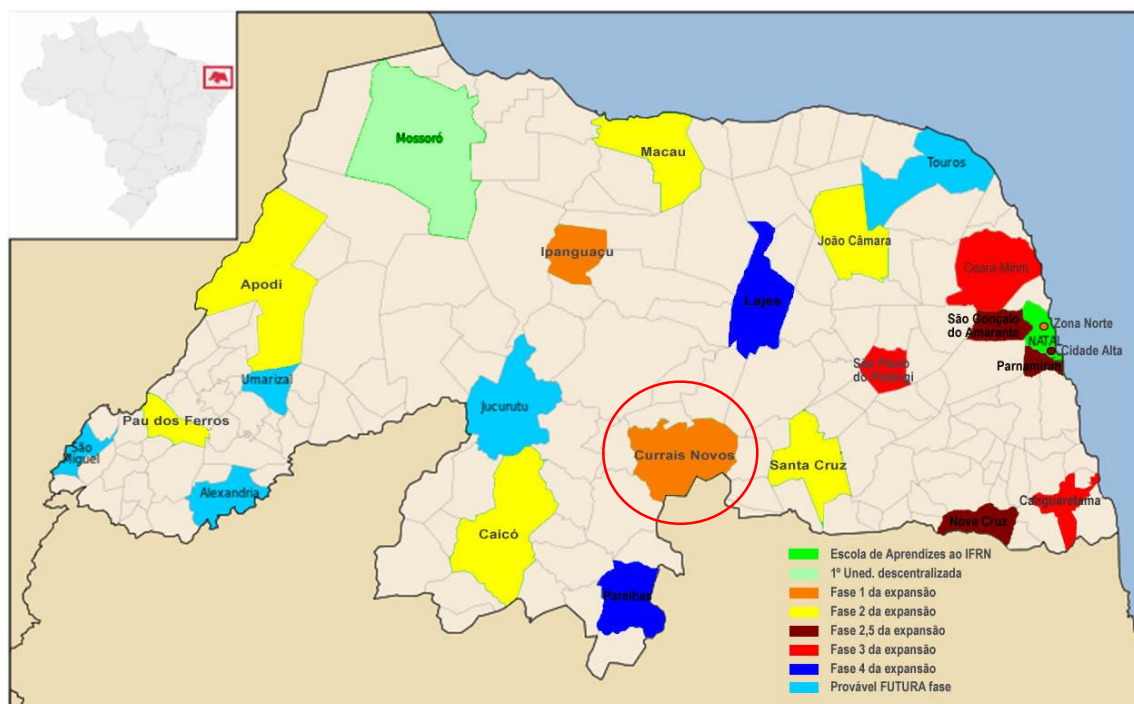 Mossoró
Macau
Touros
Ipanguaçu
João Câmara
Ceará-Mirim
Apodi
Lajes
São Gonçalo
do Amarante
Zona Norte
NATAL
Cidade Alta
Parnamirim
São Paulo
do Potengi
Umarizal
Jucurutu
Pau dos Ferros
São
Miguel
Currais Novos
Santa Cruz
Alexandria
Canguaretama
Nova Cruz
Caicó
Parelhas
Escola de Aprendizes ao IFRN
1º Uned. descentralizada
Fase 1 da expansão
Fase 2 da expansão
Fase 2,5 da expansão
Fase 3 da expansão
Fase 4 da expansão
Provável FUTURA fase